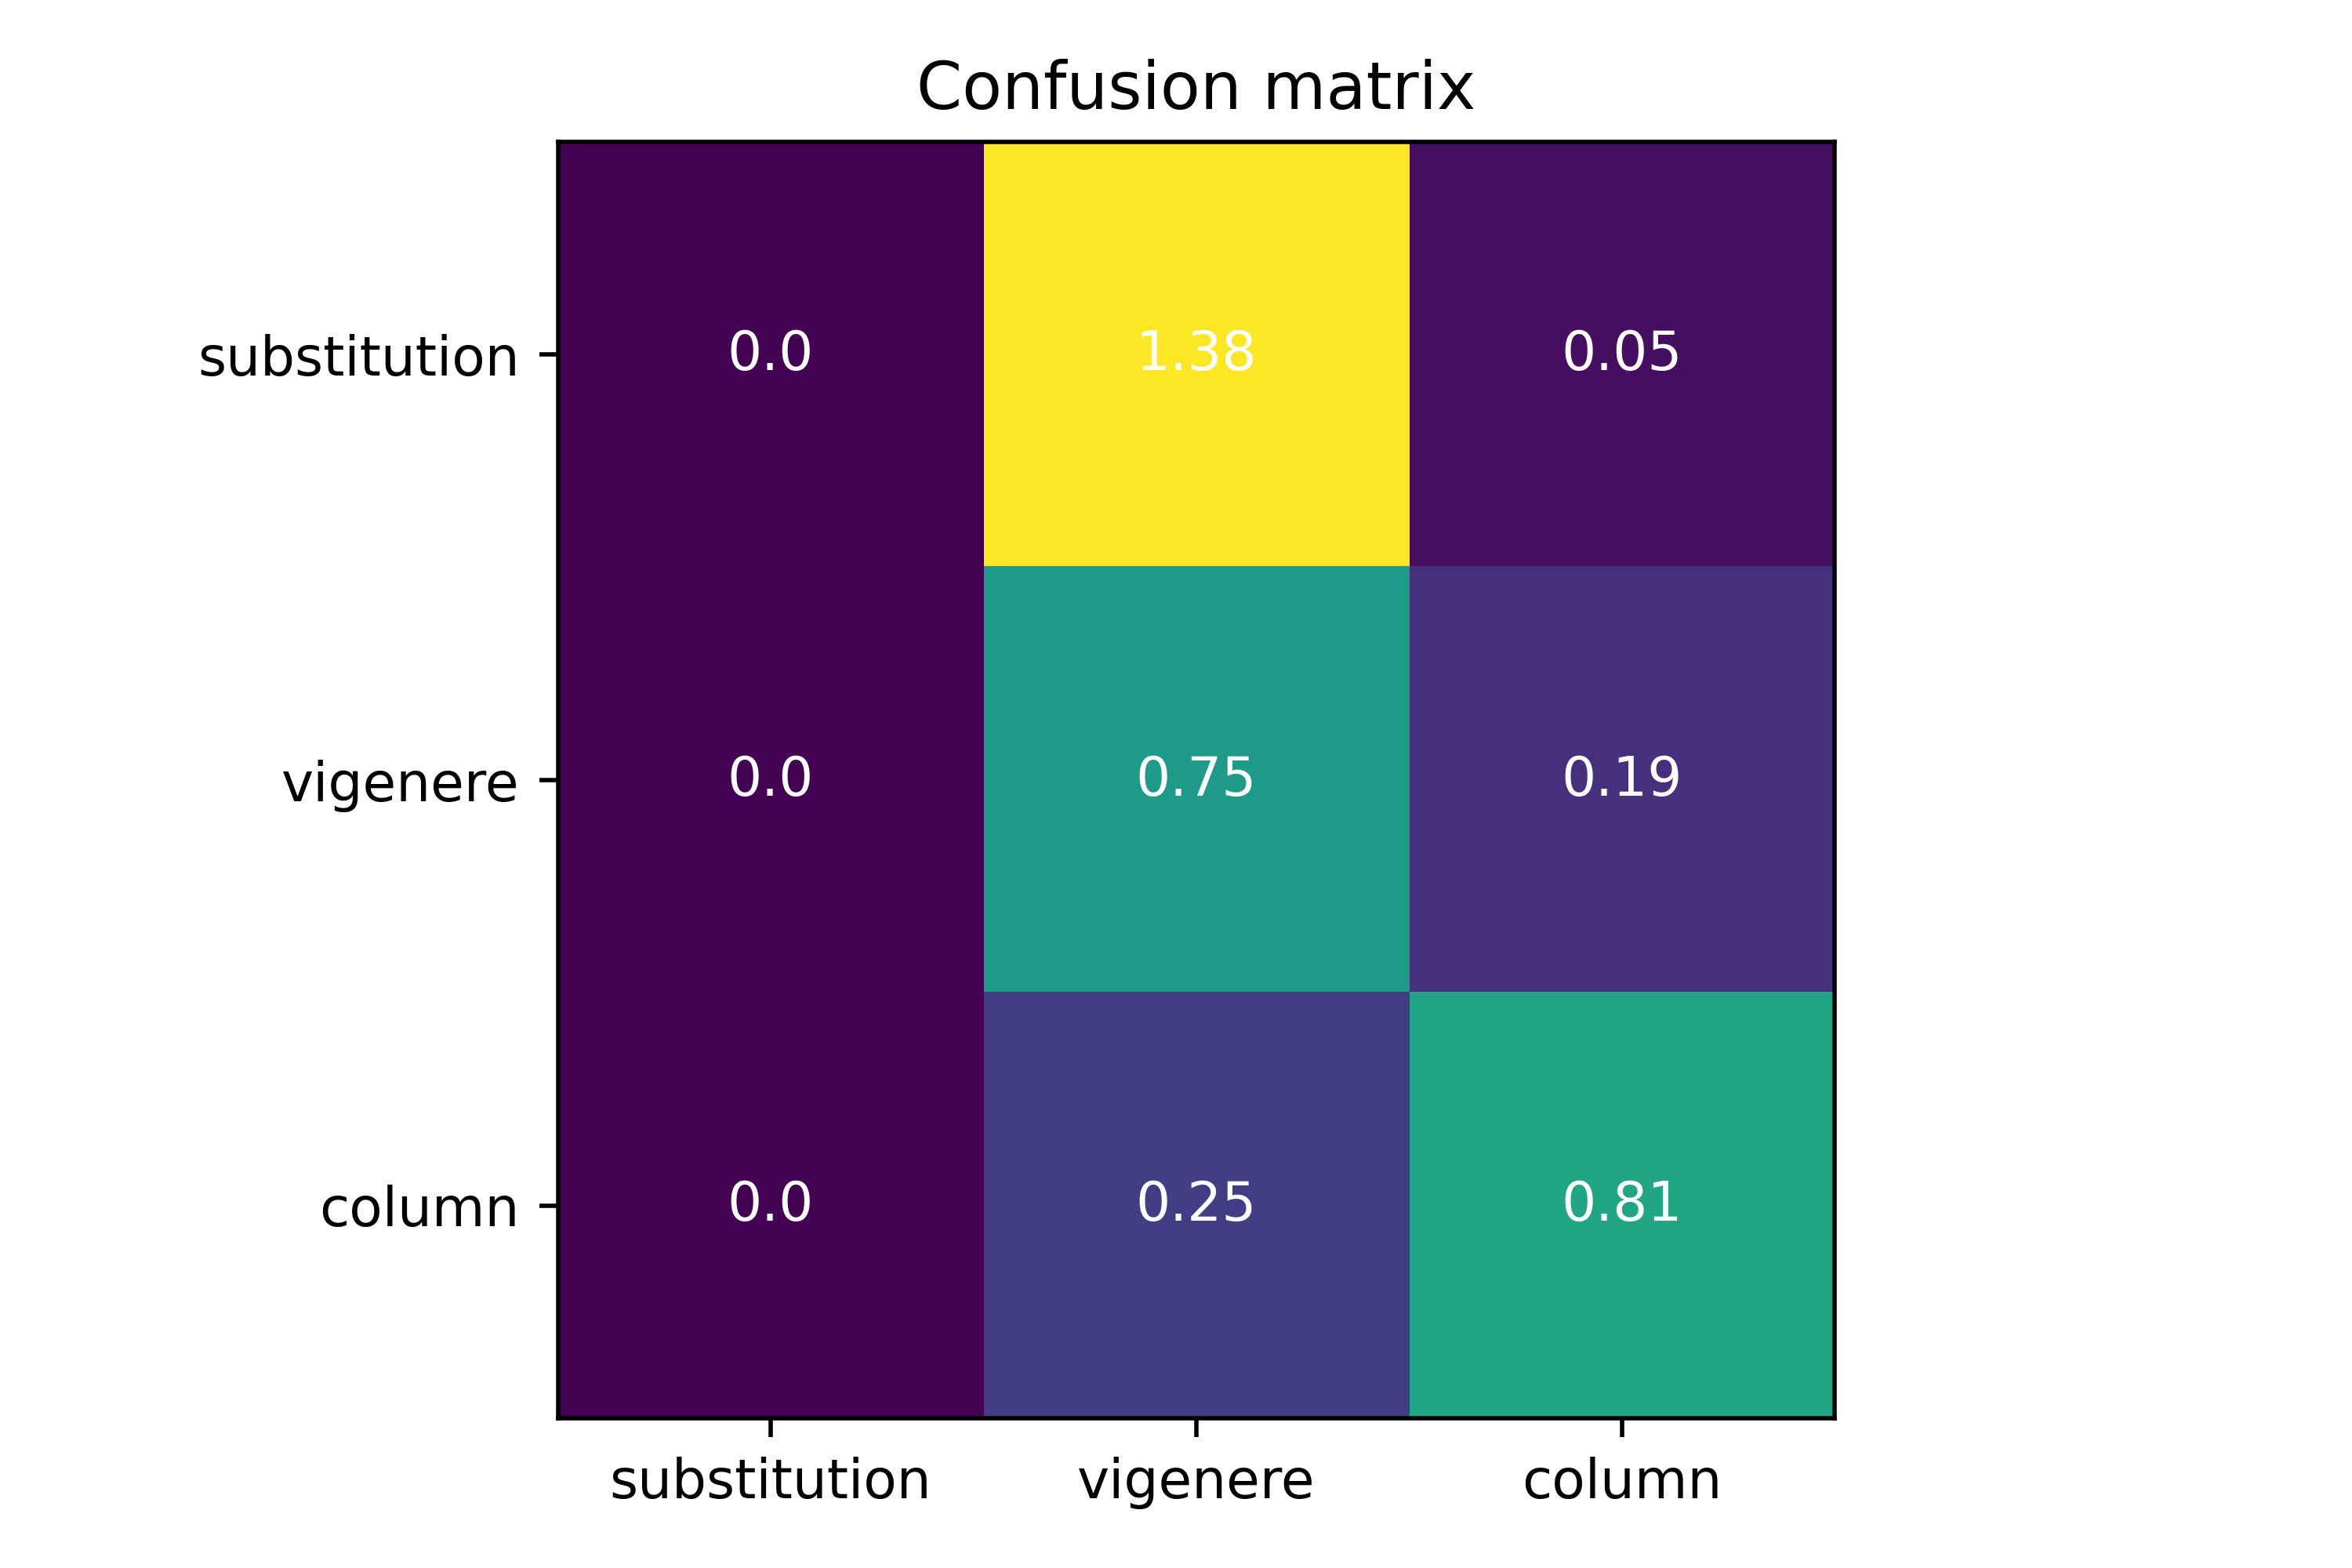 Confusion matrix
substitution 0.0 1.38 0.05
vigenere 0.0 0.75 0.19
column 0.0 0.25 0.81
substitution vigenere column